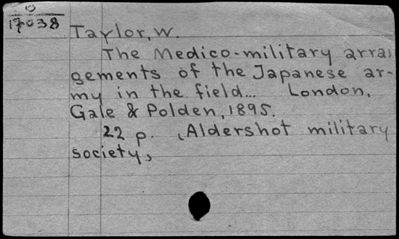 O
17038
Taylor, W.
The Medico-military arran
gements of the Japanese ar-
my in the field... London,
Gale & Polden, 1895.
22 p. (Aldershot military
society,